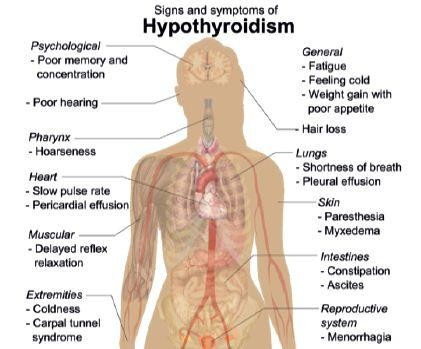 Signs and symptoms of
Hypothyroidism
Psychological
- Poor memory and
concentration
- Poor hearing
Pharynx
- Hoarseness
Heart
- Slow pulse rate
- Pericardial effusion
Muscular
- Delayed reflex
relaxation
Extremities
- Coldness
- Carpal tunnel
syndrome
General
- Fatigue
- Feeling cold
- Weight gain with
poor appetite
- Hair loss
Lungs
- Shortness of breath
- Pleural effusion
Skin
- Paresthesia
- Myxedema
Intestines
- Constipation
- Ascites
Reproductive
system
- Menorrhagia